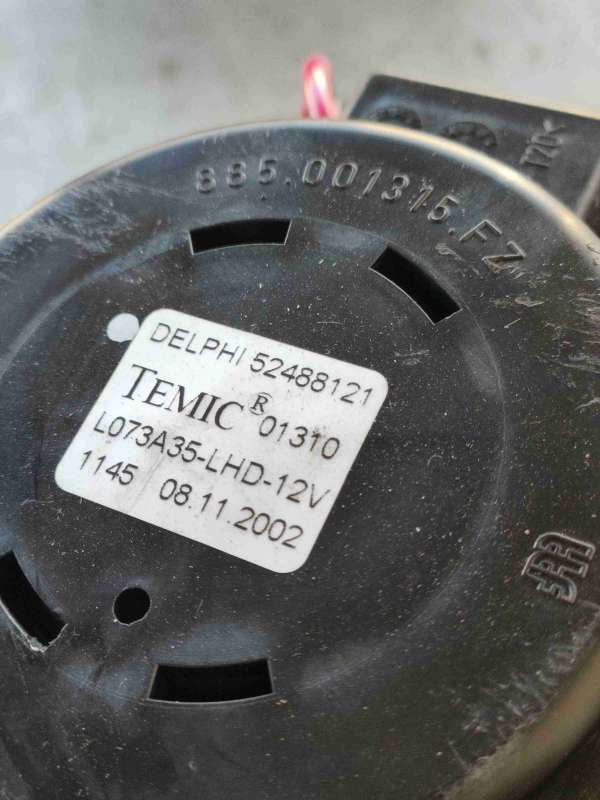 885.001315.FZ
DELPHI 52488121
TEMIC® 01310
L073A35-LHD-12V
1145 08.11.2002